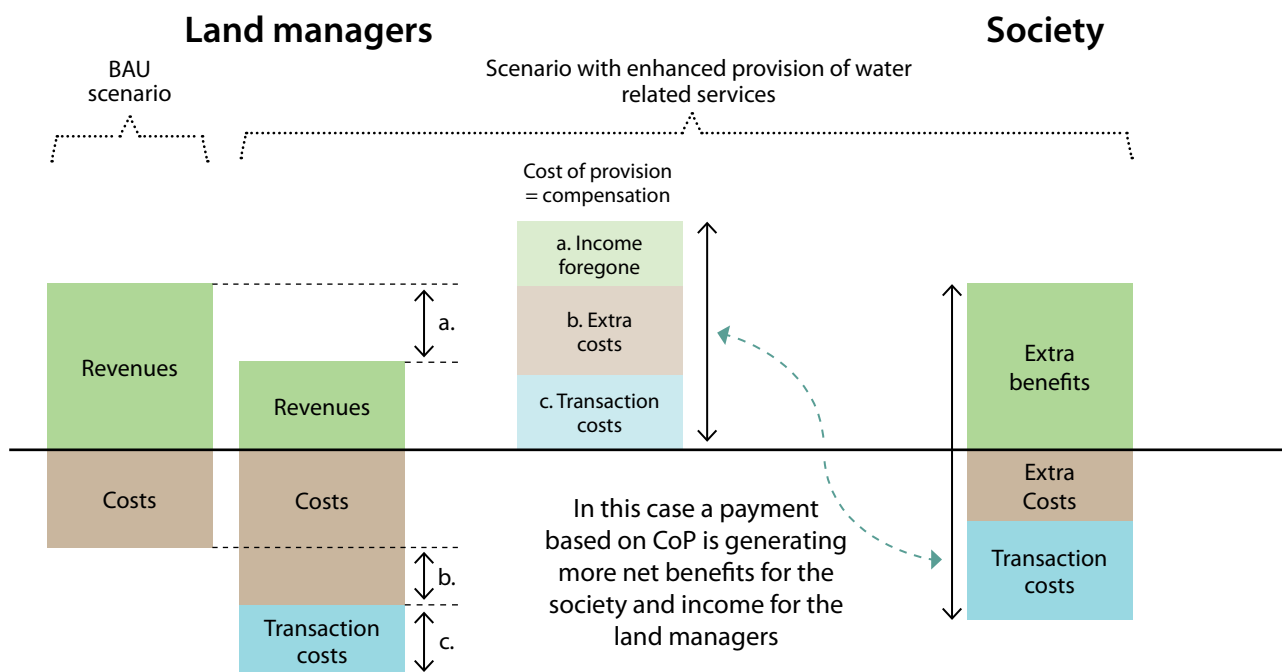 Land managers
Society
BAU
scenario
Scenario with enhanced provision of water
related services
Cost of provision
= compensation
a. Income
foregone
b. Extra
costs
c. Transaction
costs
Revenues
a.
Revenues
Extra
benefits
Costs
Costs
b.
Transaction
costs
c.
In this case a payment
based on CoP is generating
more net benefits for the
society and income for the
land managers
Extra
Costs
Transaction
costs